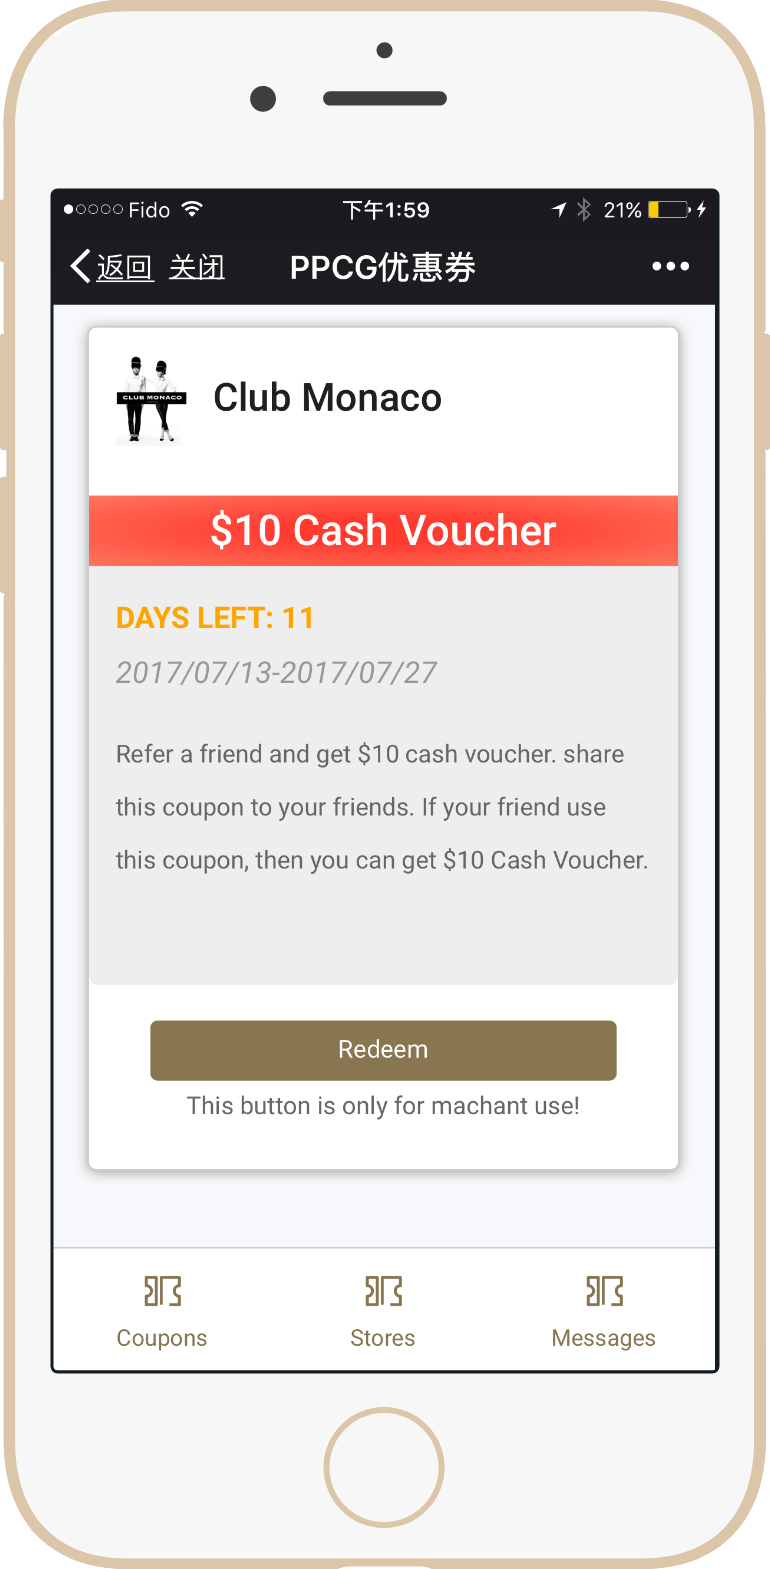 Fido 下午1:59 21%
返回 关闭 PPCG优惠券
CLUB MONACO
Club Monaco
$10 Cash Voucher
DAYS LEFT: 11
2017/07/13-2017/07/27
Refer a friend and get $10 cash voucher. share
this coupon to your friends. If your friend use
this coupon, then you can get $10 Cash Voucher.
Redeem
This button is only for machant use!
Coupons Stores Messages